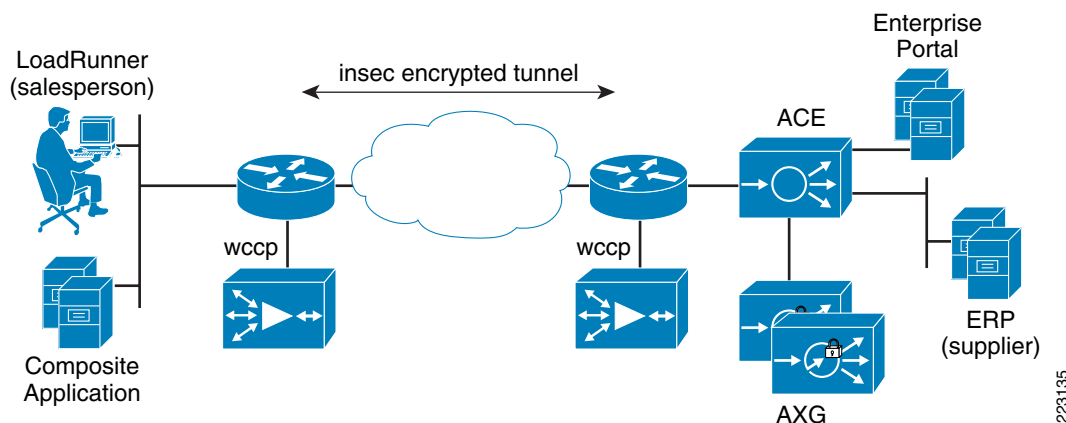 LoadRunner
(salesperson)
insec encrypted tunnel
Enterprise
Portal
ACE
wccp
wccp
Composite
Application
AXG
ERP
(supplier)
223135